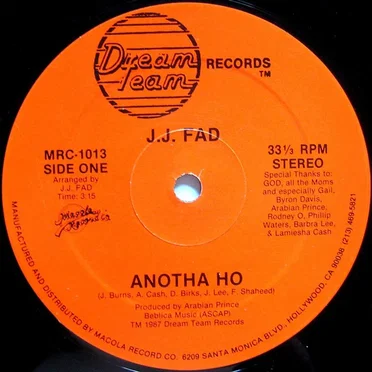 Dream
Team
RECORDS
TM
J.J. FAD
MRC-1013
SIDE ONE
Arranged by
J.J. FAD
Time: 3:15
33⅓ RPM
STEREO
Special Thanks to:
GOD, all the Moms
and especially Gail,
Byron Davis,
Arabian Prince,
Rodney O, Phillip
Waters, Barbra Lee,
& Lamiesha Cash
Macola
Record Co.
ANOTHA HO
(J. Burns, A. Cash, D. Birks, J. Lee, F. Shaheed)
Produced by Arabian Prince
Beblica Music (ASCAP)
TM 1987 Dream Team Records
MANUFACTURED AND DISTRIBUTED BY MACOLA RECORD CO. 6209 SANTA MONICA BLVD., HOLLYWOOD, CA 90038 (213) 469-5821